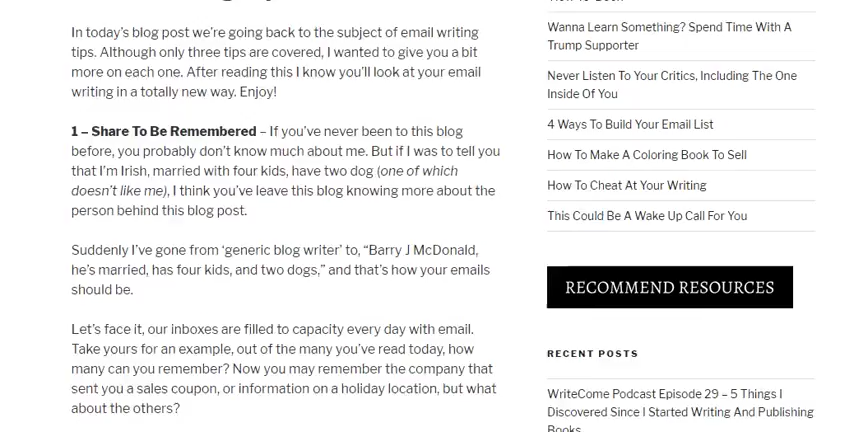 In today's blog post we're going back to the subject of email writing
tips. Although only three tips are covered, I wanted to give you a bit
more on each one. After reading this I know you'll look at your email
writing in a totally new way. Enjoy!
1 – Share To Be Remembered – If you've never been to this blog
before, you probably don't know much about me. But if I was to tell you
that I'm Irish, married with four kids, have two dog (one of which
doesn't like me), I think you've leave this blog knowing more about the
person behind this blog post.
Suddenly I've gone from 'generic blog writer' to, “Barry J McDonald,
he's married, has four kids, and two dogs,” and that's how your emails
should be.
Let's face it, our inboxes are filled to capacity every day with email.
Take yours for an example, out of the many you've read today, how
many can you remember? Now you may remember the company that
sent you a sales coupon, or information on a holiday location, but what
about the others?
Wanna Learn Something? Spend Time With A
Trump Supporter
Never Listen To Your Critics, Including The One
Inside Of You
4 Ways To Build Your Email List
How To Make A Coloring Book To Sell
How To Cheat At Your Writing
This Could Be A Wake Up Call For You
RECOMMEND RESOURCES
RECENT POSTS
WriteCome Podcast Episode 29 – 5 Things I
Discovered Since I Started Writing And Publishing
Books